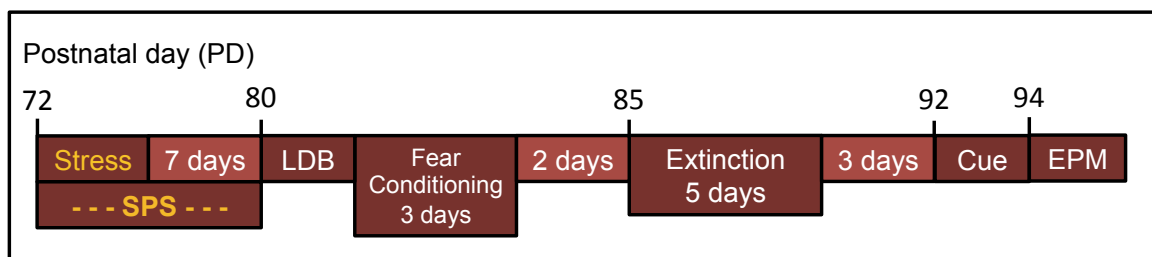 Postnatal day (PD)
72 80 85 92 94
Stress 7 days LDB Fear Conditioning 3 days 2 days Extinction 5 days 3 days Cue EPM
- - - SPS - - -